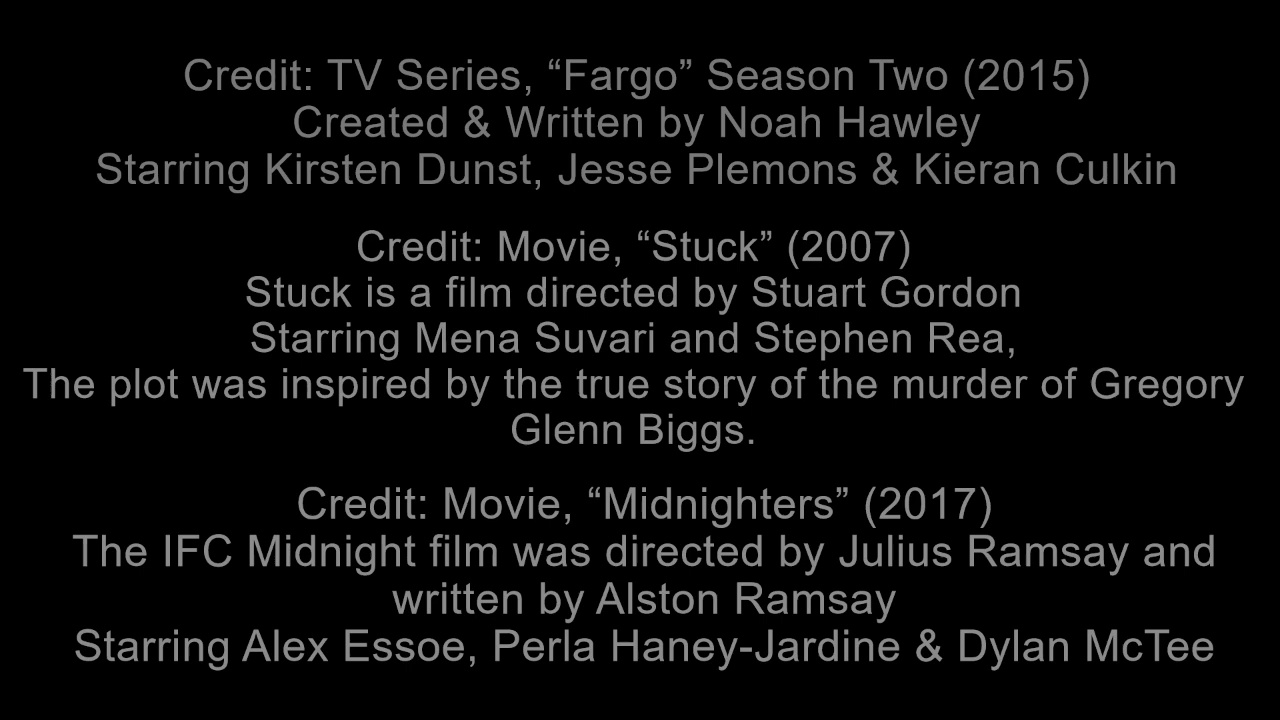 Credit: TV Series, “Fargo” Season Two (2015)
Created & Written by Noah Hawley
Starring Kirsten Dunst, Jesse Plemons & Kieran Culkin
Credit: Movie, “Stuck” (2007)
Stuck is a film directed by Stuart Gordon
Starring Mena Suvari and Stephen Rea,
The plot was inspired by the true story of the murder of Gregory
Glenn Biggs.
Credit: Movie, “Midnighters” (2017)
The IFC Midnight film was directed by Julius Ramsay and
written by Alston Ramsay
Starring Alex Essoe, Perla Haney-Jardine & Dylan McTee